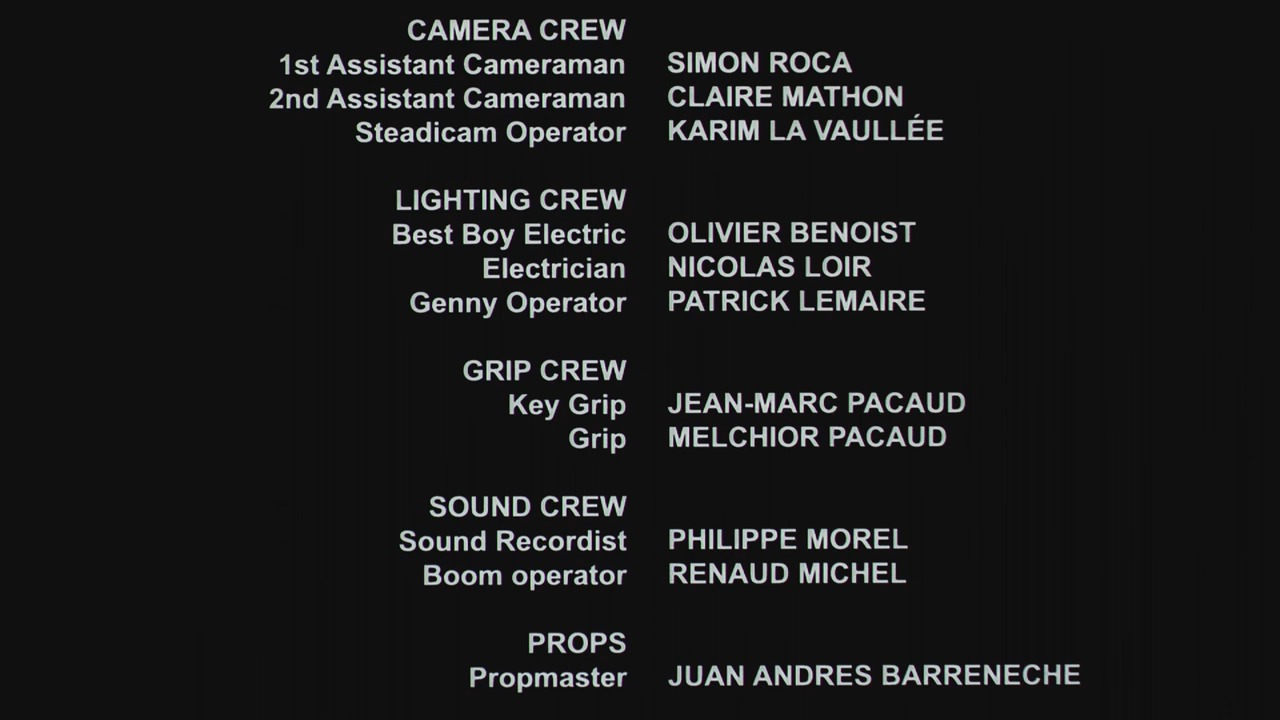 CAMERA CREW
1st Assistant Cameraman SIMON ROCA
2nd Assistant Cameraman CLAIRE MATHON
Steadicam Operator KARIM LA VAULLÉE
LIGHTING CREW
Best Boy Electric OLIVIER BENOIST
Electrician NICOLAS LOIR
Genny Operator PATRICK LEMAIRE
GRIP CREW
Key Grip JEAN-MARC PACAUD
Grip MELCHIOR PACAUD
SOUND CREW
Sound Recordist PHILIPPE MOREL
Boom operator RENAUD MICHEL
PROPS
Propmaster JUAN ANDRES BARRENECHE